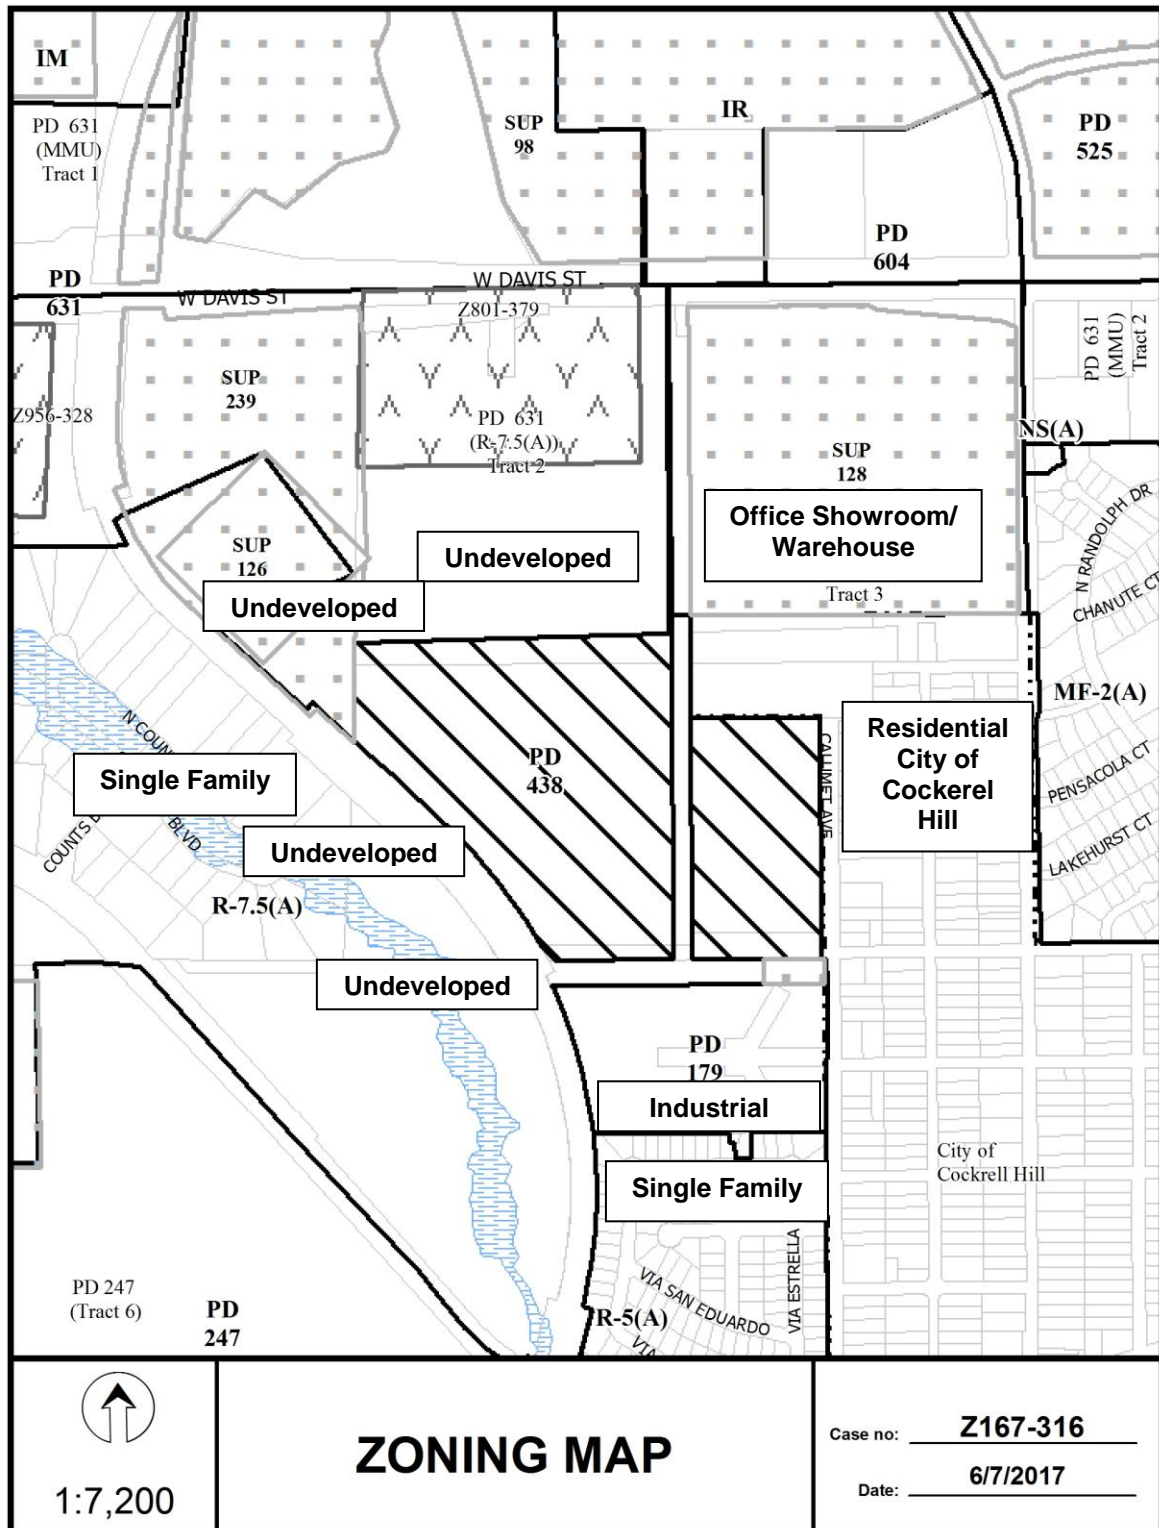 IM
PD 631
(MMU)
Tract 1
SUP
98
IR
PD
525
PD
604
PD
631
W DAVIS ST
W DAVIS ST
Z801-379
PD 631
(MMU)
Tract 2
SUP
239
Z956-328
PD 631
(R-7.5(A))
Tract 2
NS(A)
SUP
128
Office Showroom/
Warehouse
Tract 3
N RANDOLPH DR
CHANUTE CT
SUP
126
Undeveloped
Undeveloped
MF-2(A)
Residential
City of
Cockerel
Hill
PD
438
CALUMET AVE
PENSACOLA CT
LAKEHURST CT
N COUN
Single Family
COUNTS B
BLVD
Undeveloped
R-7.5(A)
Undeveloped
PD
179
Industrial
Single Family
City of
Cockrell Hill
VIA ESTRELLA
VIA SAN EDUARDO
R-5(A)
VIA
PD 247
(Tract 6)
PD
247
1:7,200
ZONING MAP
Case no: Z167-316
Date: 6/7/2017